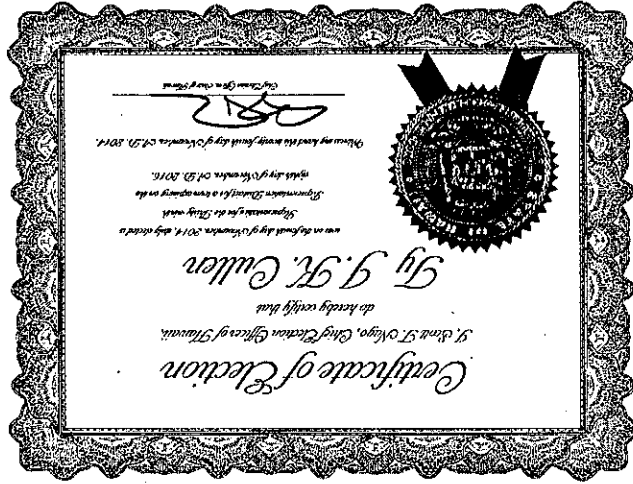 Certificate of Election
I, Scott T. Nago, Chief Election Officer of Hawaii
do hereby certify that
Ty J. K. Cullen
was on the fourth day of November, 2014, duly elected as
Representative for the Thirty-ninth
Representative District for a term expiring on the
eighth day of November, A.D. 2016.
Witness my hand this twenty-fourth day of November, A.D. 2014.
Chief Election Officer, State of Hawaii